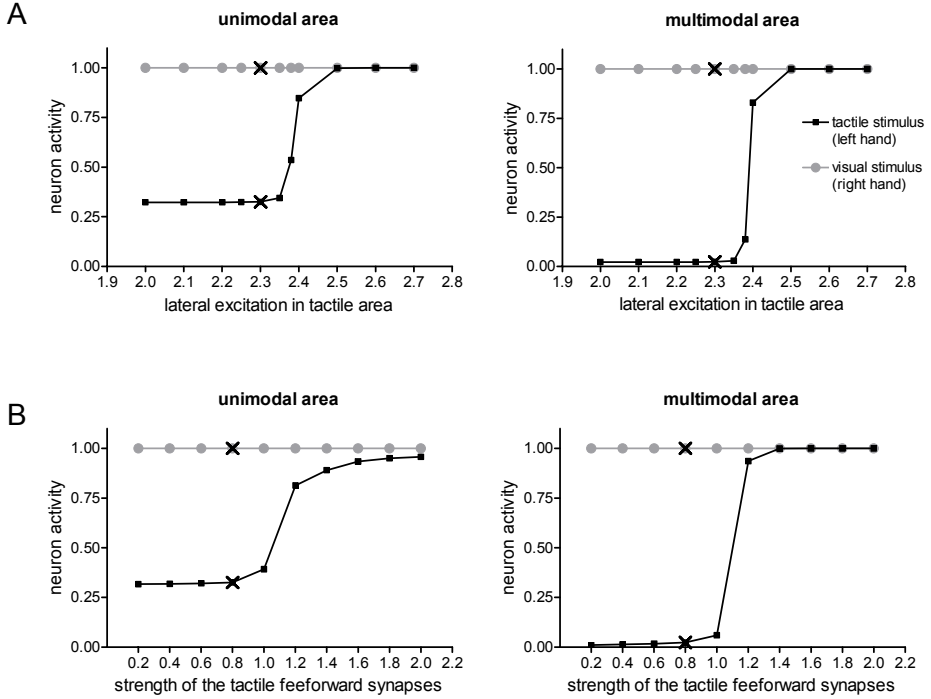 A
unimodal area
neuron activity
1.00
0.75
0.50
0.25
0.00
1.9 2.0 2.1 2.2 2.3 2.4 2.5 2.6 2.7 2.8
lateral excitation in tactile area
multimodal area
neuron activity
1.00
0.75
0.50
0.25
0.00
1.9 2.0 2.1 2.2 2.3 2.4 2.5 2.6 2.7 2.8
lateral excitation in tactile area
tactile stimulus
(left hand)
visual stimulus
(right hand)
B
unimodal area
neuron activity
1.00
0.75
0.50
0.25
0.00
0.2 0.4 0.6 0.8 1.0 1.2 1.4 1.6 1.8 2.0 2.2
strength of the tactile feeforward synapses
multimodal area
neuron activity
1.00
0.75
0.50
0.25
0.00
0.2 0.4 0.6 0.8 1.0 1.2 1.4 1.6 1.8 2.0 2.2
strength of the tactile feeforward synapses